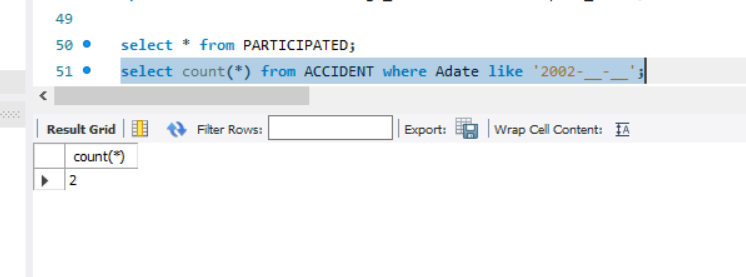 49
50 select * from PARTICIPATED;
51 select count(*) from ACCIDENT where Adate like '2002-__-__';
Result Grid Filter Rows: Export: Wrap Cell Content: IA
count(*)
2